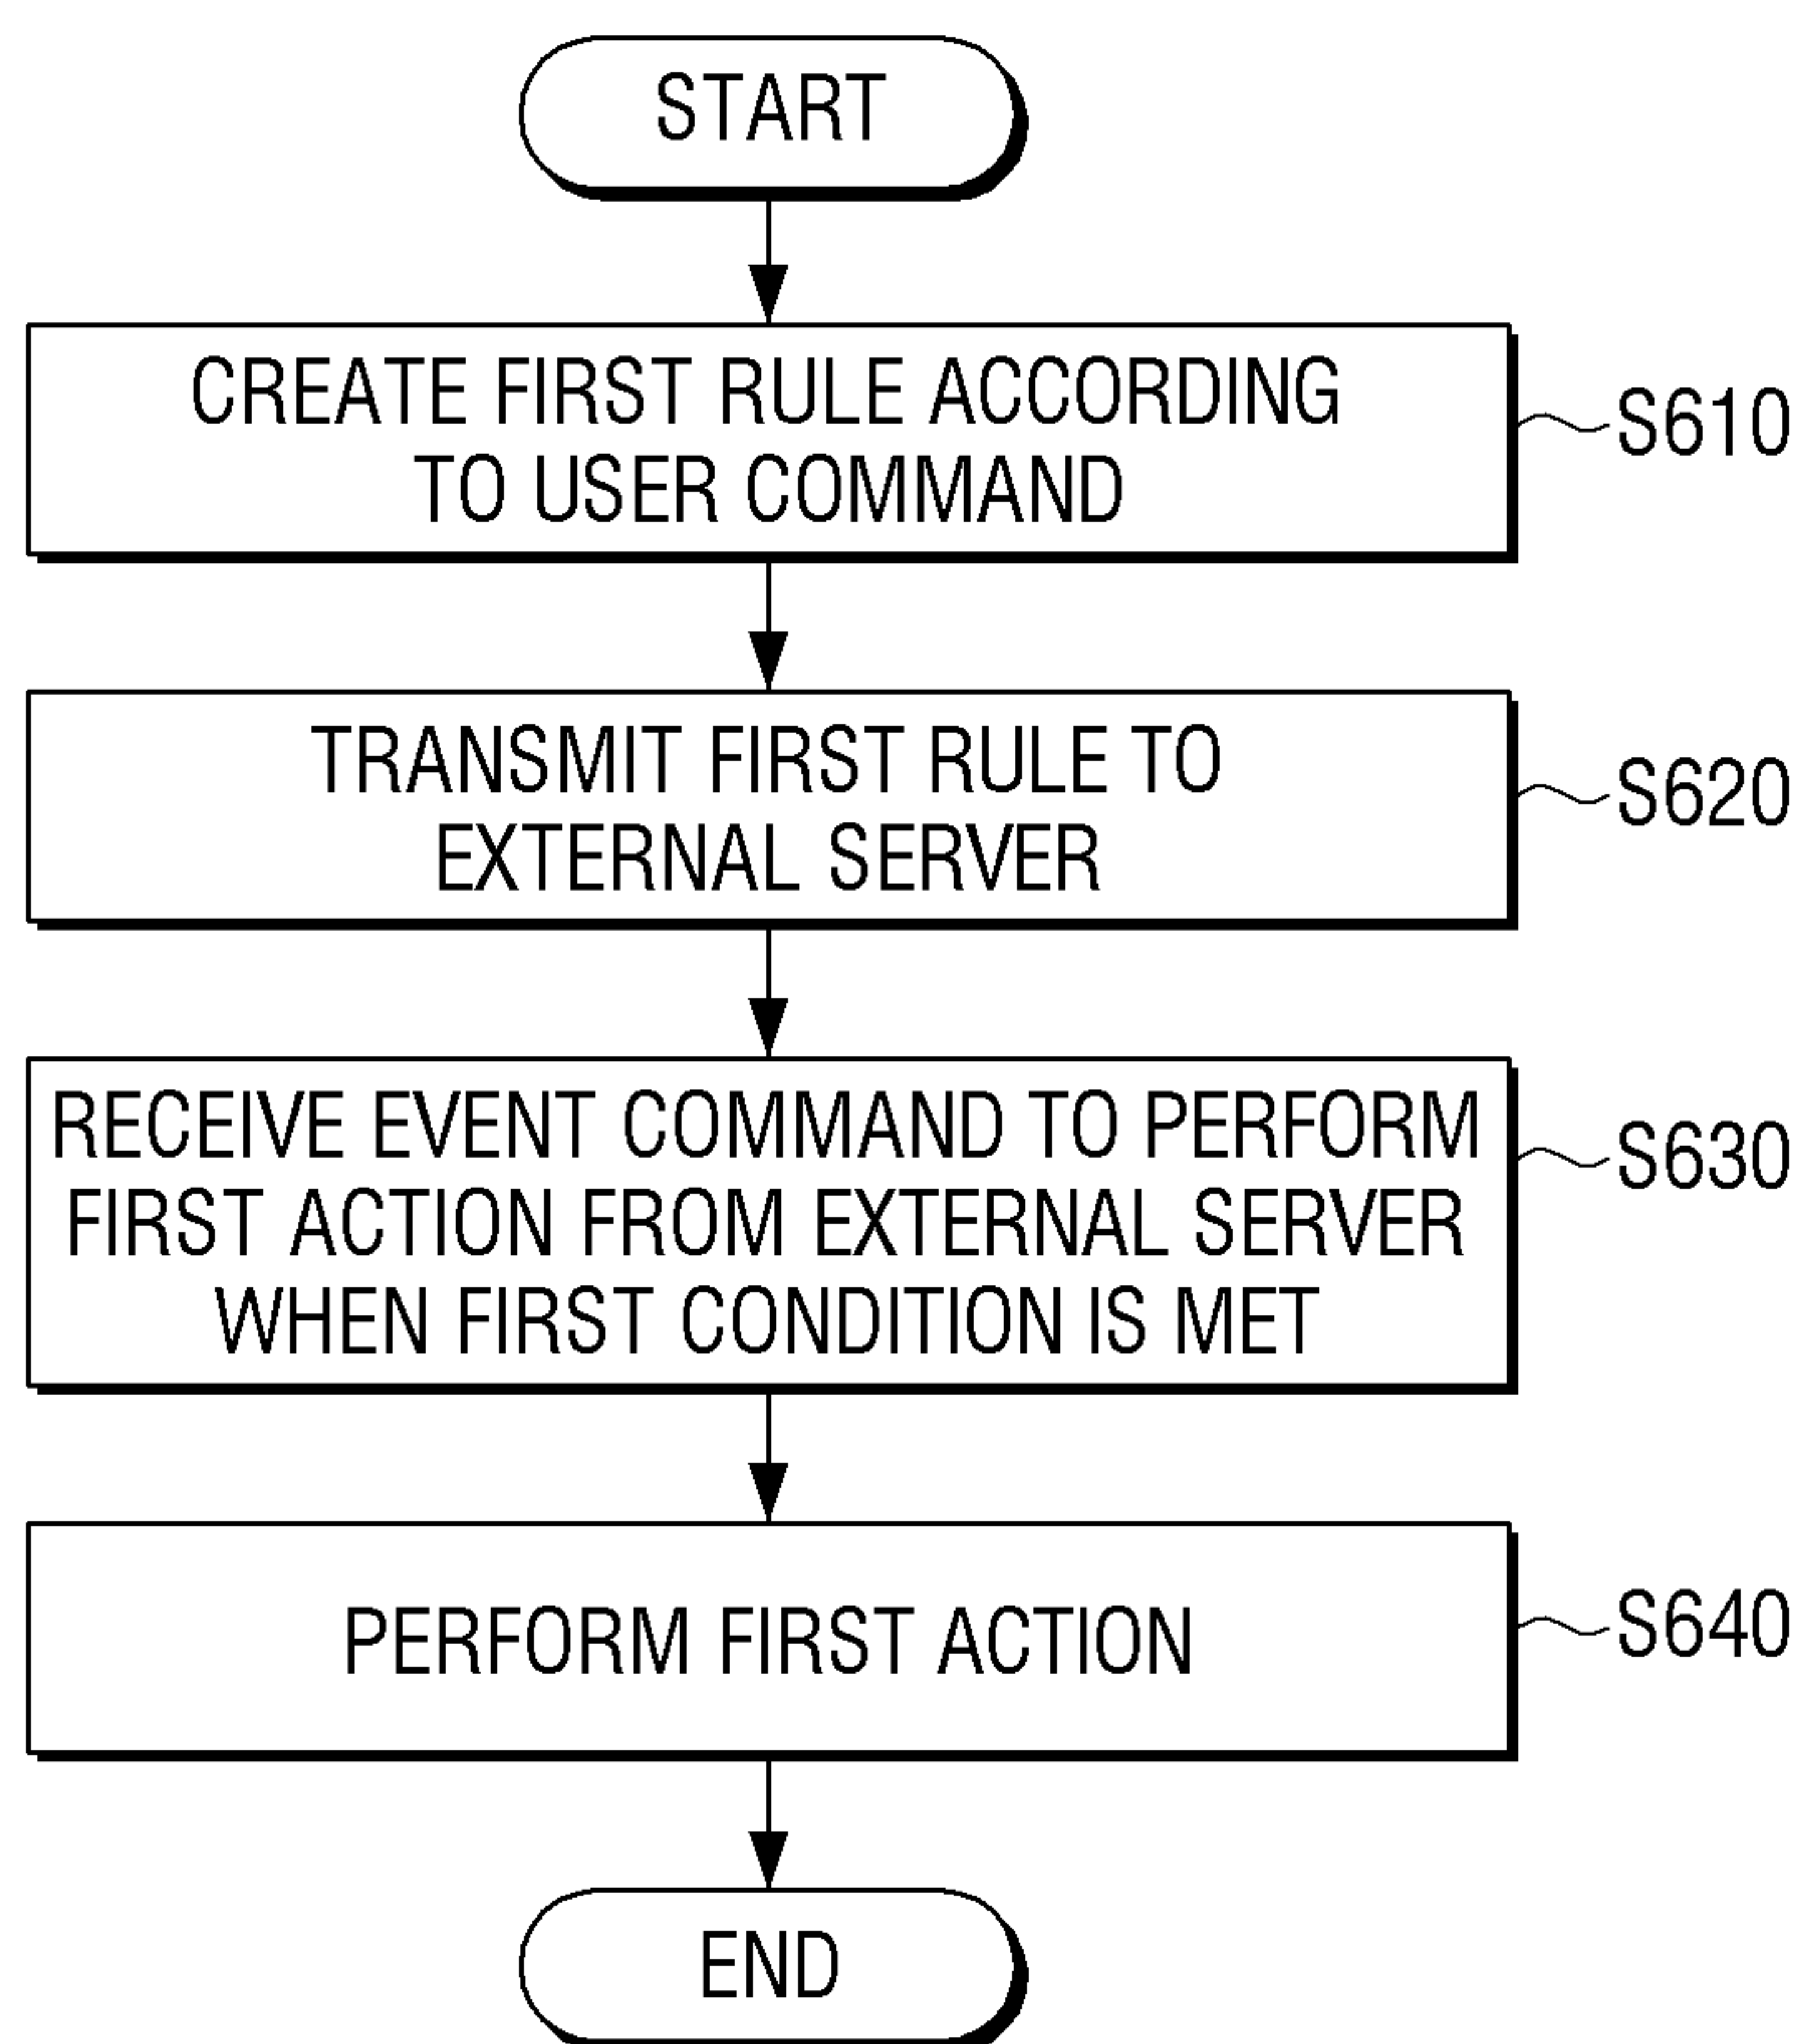 START
CREATE FIRST RULE ACCORDING
TO USER COMMAND
S610
TRANSMIT FIRST RULE TO
EXTERNAL SERVER
S620
RECEIVE EVENT COMMAND TO PERFORM
FIRST ACTION FROM EXTERNAL SERVER
WHEN FIRST CONDITION IS MET
S630
PERFORM FIRST ACTION
S640
END